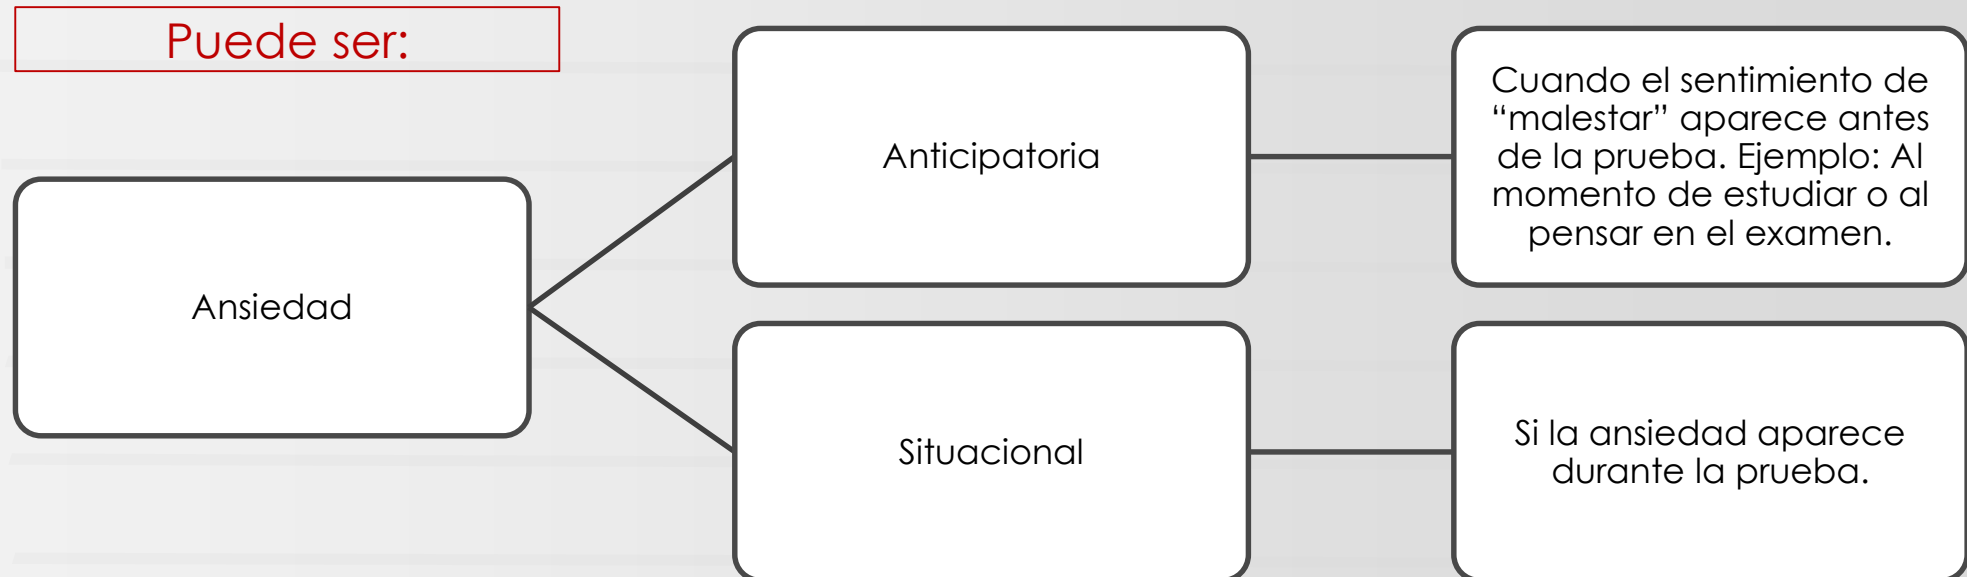 Puede ser:
Ansiedad
Anticipatoria
Cuando el sentimiento de
“malestar” aparece antes
de la prueba. Ejemplo: Al
momento de estudiar o al
pensar en el examen.
Situacional
Si la ansiedad aparece
durante la prueba.